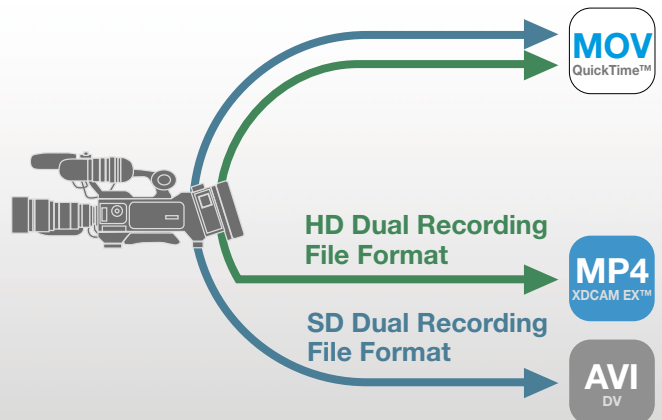 MOV
QuickTime™
HD Dual Recording
File Format
MP4
XDCAM EX™
SD Dual Recording
File Format
AVI
DV